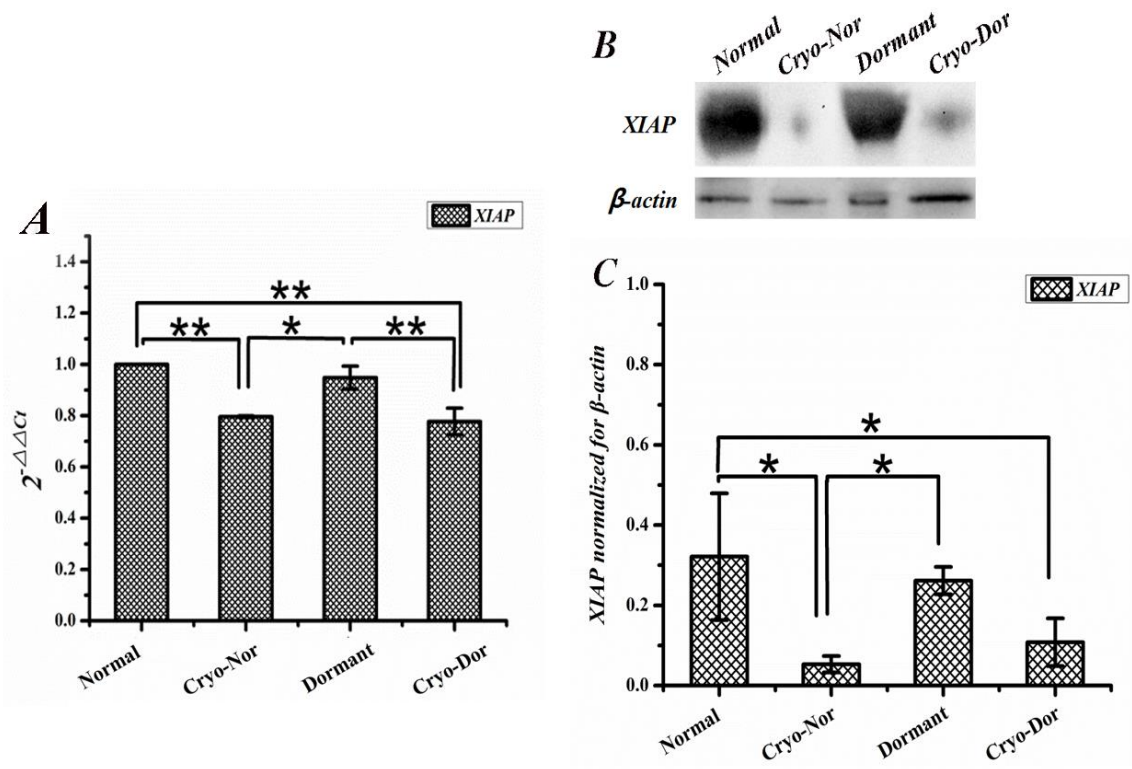 B
Normal
Cryo-Nor
Dormant
Cryo-Dor
XIAP
β-actin
A
XIAP
1.4
1.2
1.0
0.8
0.6
0.4
0.2
0.0
2^-△△Ct
** 
** * **
Normal
Cryo-Nor
Dormant
Cryo-Dor
C
XIAP
1.0
0.8
0.6
0.4
0.2
0.0
XIAP normalized for β-actin
*
* *
Normal
Cryo-Nor
Dormant
Cryo-Dor